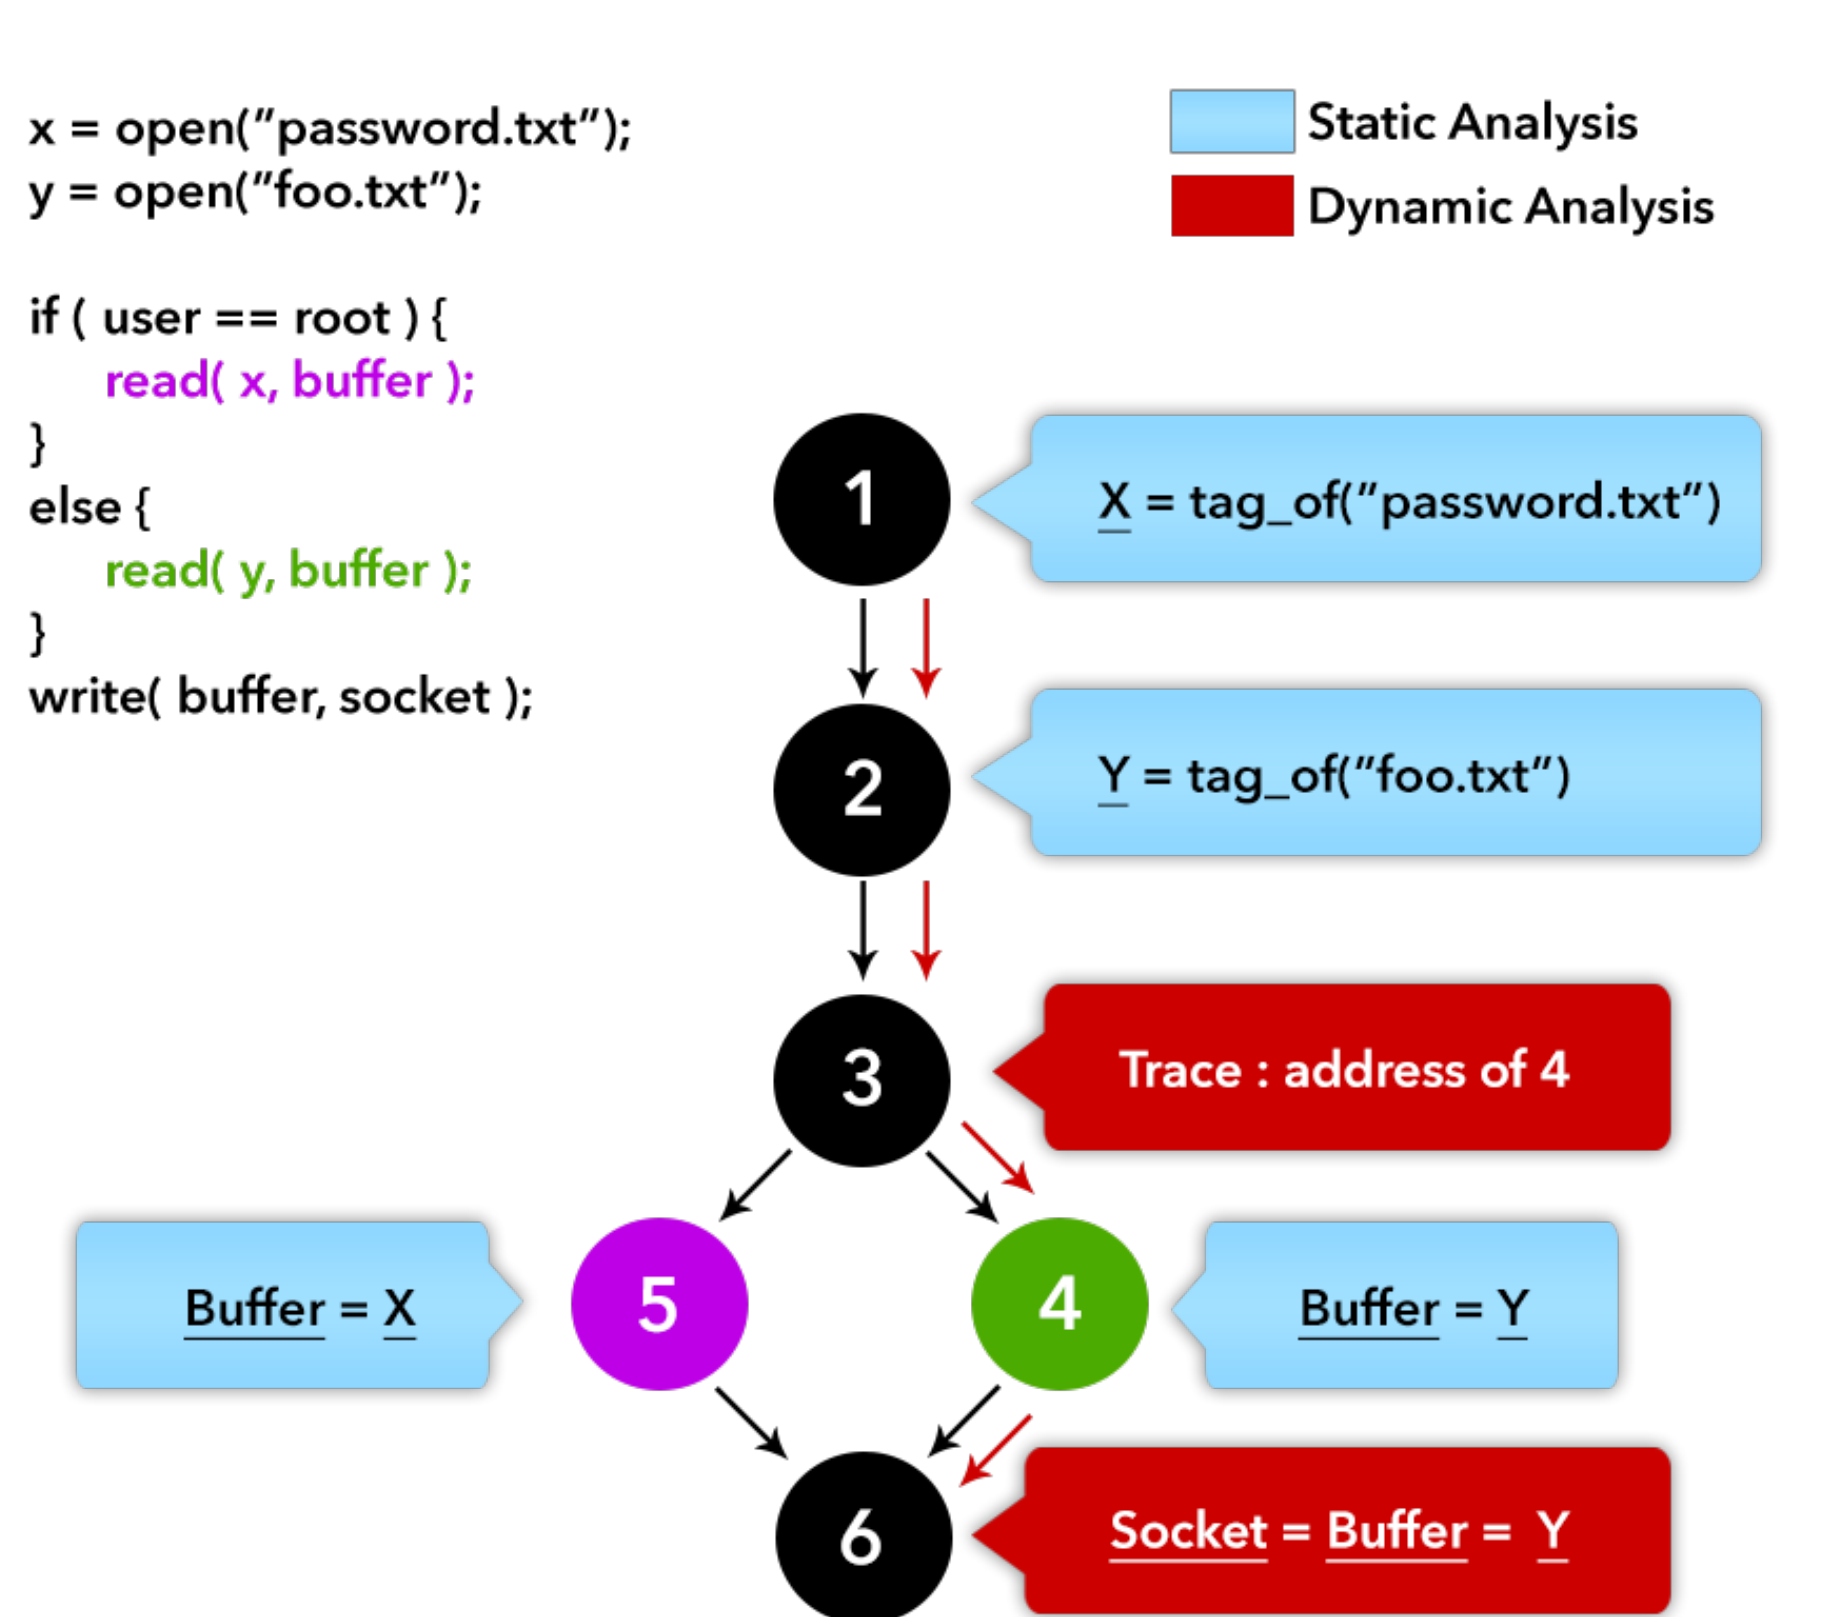 x = open(”password.txt”);
y = open(”foo.txt”);
if ( user == root ) {
read( x, buffer );
}
else {
read( y, buffer );
}
write( buffer, socket );
Static Analysis
Dynamic Analysis
1
X = tag_of(”password.txt”)
2
Y = tag_of(”foo.txt”)
3
Trace : address of 4
Buffer = X
5
4
Buffer = Y
6
Socket = Buffer = Y